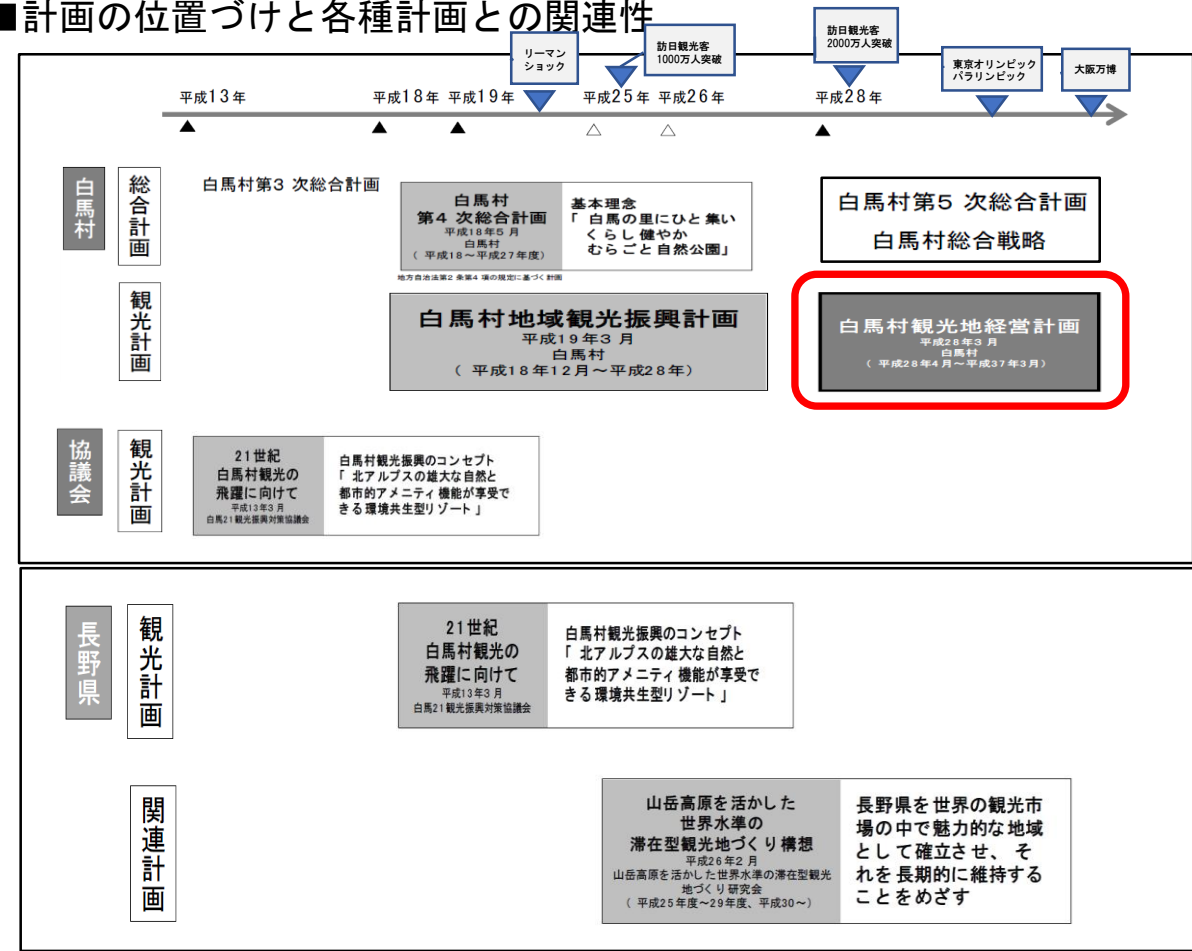 ■計画の位置づけと各種計画との関連性
リーマン
ショック
訪日観光客
1000万人突破
訪日観光客
2000万人突破
東京オリンピック
パラリンピック
大阪万博
平成13年
平成18年
平成19年
平成25年
平成26年
平成28年
白馬村
総合計画
白馬村第3 次総合計画
白馬村
第4 次総合計画
平成18年5 月
白馬村
( 平成18～平成27年度)
基本理念
「 白馬の里にひと集い
くらし健やか
むらごと自然公園」
地方自治法第2 条第4 項の規定に基づく計画
白馬村第5 次総合計画
白馬村総合戦略
観光計画
白馬村地域観光振興計画
平成19年3 月
白馬村
( 平成18年12月～平成28年)
白馬村観光地経営計画
平成28年3 月
白馬村
( 平成28年4月～平成37年3月)
協議会
観光計画
21世紀
白馬村観光の
飛躍に向けて
平成13年3 月
白馬21観光振興対策協議会
白馬村観光振興のコンセプト
「 北アルプスの雄大な自然と
都市的アメニティ機能が享受で
きる環境共生型リゾート」
長野県
観光計画
21世紀
白馬村観光の
飛躍に向けて
平成13年3 月
白馬21観光振興対策協議会
白馬村観光振興のコンセプト
「 北アルプスの雄大な自然と
都市的アメニティ機能が享受で
きる環境共生型リゾート」
関連計画
山岳高原を活かした
世界水準の
滞在型観光地づくり構想
平成26年2 月
山岳高原を活かした世界水準の滞在型観光
地づくり研究会
( 平成25年度～29年度、平成30～)
長野県を世界の観光市
場の中で魅力的な地域
として確立させ、そ
れを長期的に維持する
ことをめざす